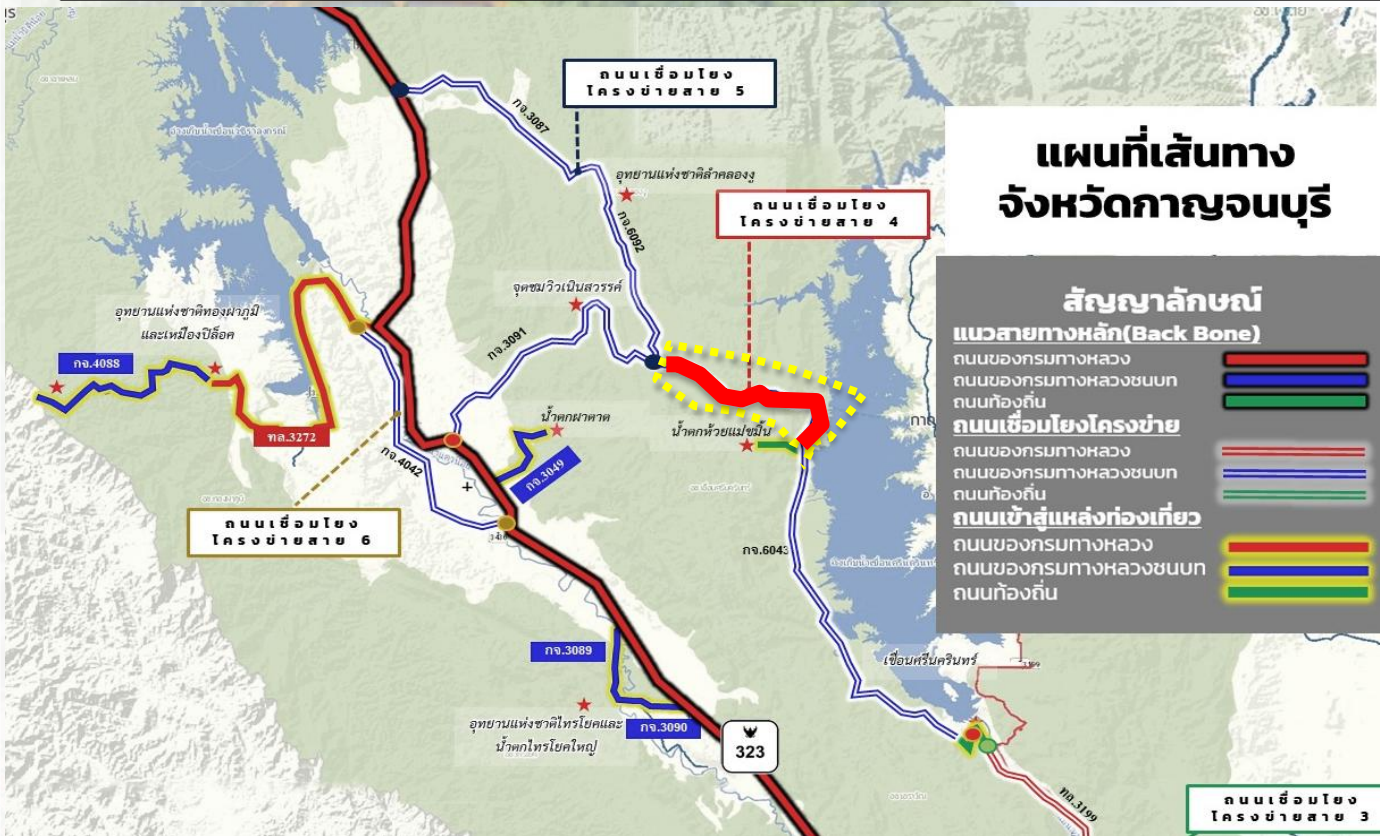 แผนที่เส้นทาง
จังหวัดกาญจนบุรี
สัญญาลักษณ์
แนวสายทางหลัก(Back Bone)
ถนนของกรมทางหลวง
ถนนของกรมทางหลวงชนบท
ถนนท้องถิ่น
ถนนเชื่อมโยงโครงข่าย
ถนนของกรมทางหลวง
ถนนของกรมทางหลวงชนบท
ถนนท้องถิ่น
ถนนเข้าสู่แหล่งท่องเที่ยว
ถนนของกรมทางหลวง
ถนนของกรมทางหลวงชนบท
ถนนท้องถิ่น
ถนนเชื่อมโยง
โครงข่ายสาย 5
กจ.3087
อุทยานแห่งชาติลำคลองงู
ถนนเชื่อมโยง
โครงข่ายสาย 4
กจ.6092
จุดชมวิวเนินสวรรค์
อุทยานแห่งชาติทองผาภูมิ
และเหมืองปิล็อค
กจ.3091
กจ.4088
น้ำตกผาตาด
น้ำตกห้วยแม่ขมิ้น
ทล.3272
กจ.4042
กจ.3049
ถนนเชื่อมโยง
โครงข่ายสาย 6
กจ.6043
กจ.3089
เขื่อนศรีนครินทร์
3199
อุทยานแห่งชาติไทรโยคและ
น้ำตกไทรโยคใหญ่
กจ.3090
323
ทล.3199
ถนนเชื่อมโยง
โครงข่ายสาย 3